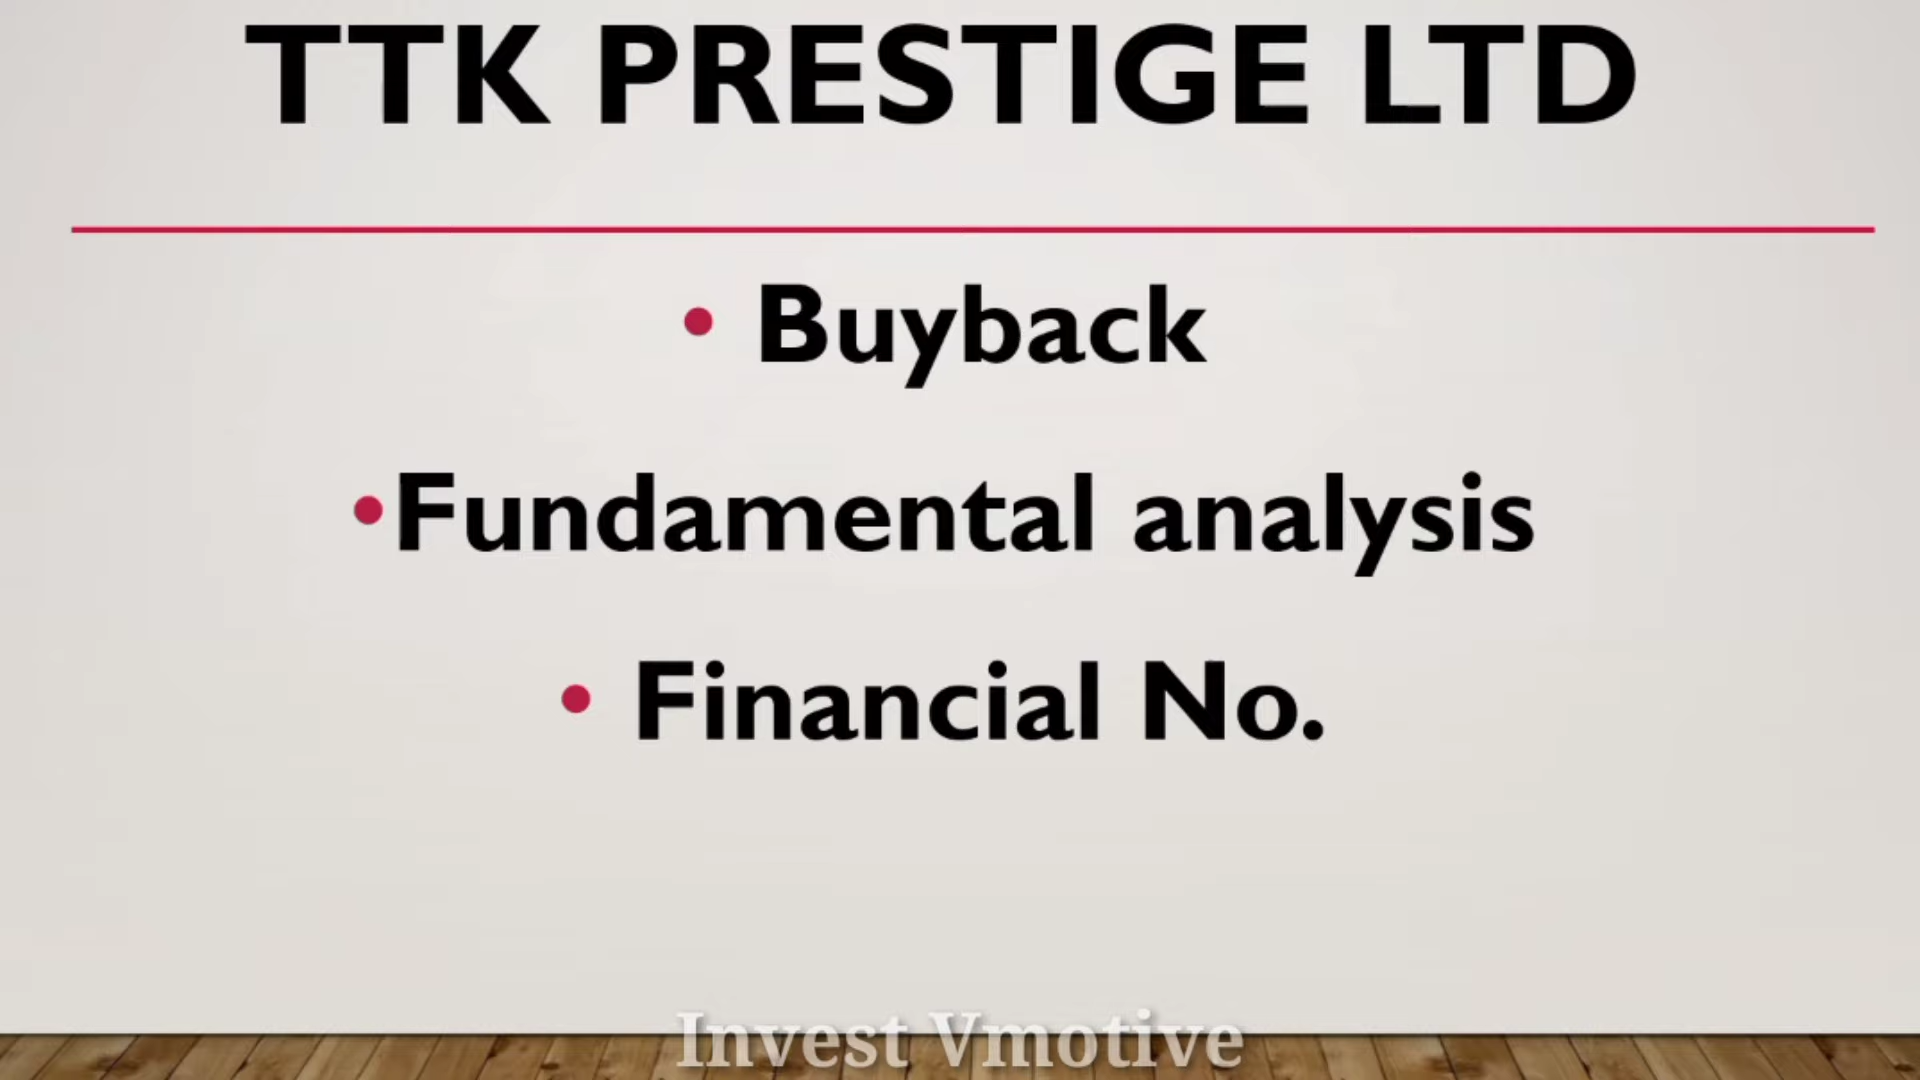 TTK PRESTIGE LTD
• Buyback
•Fundamental analysis
• Financial No.
Invest Vmotive